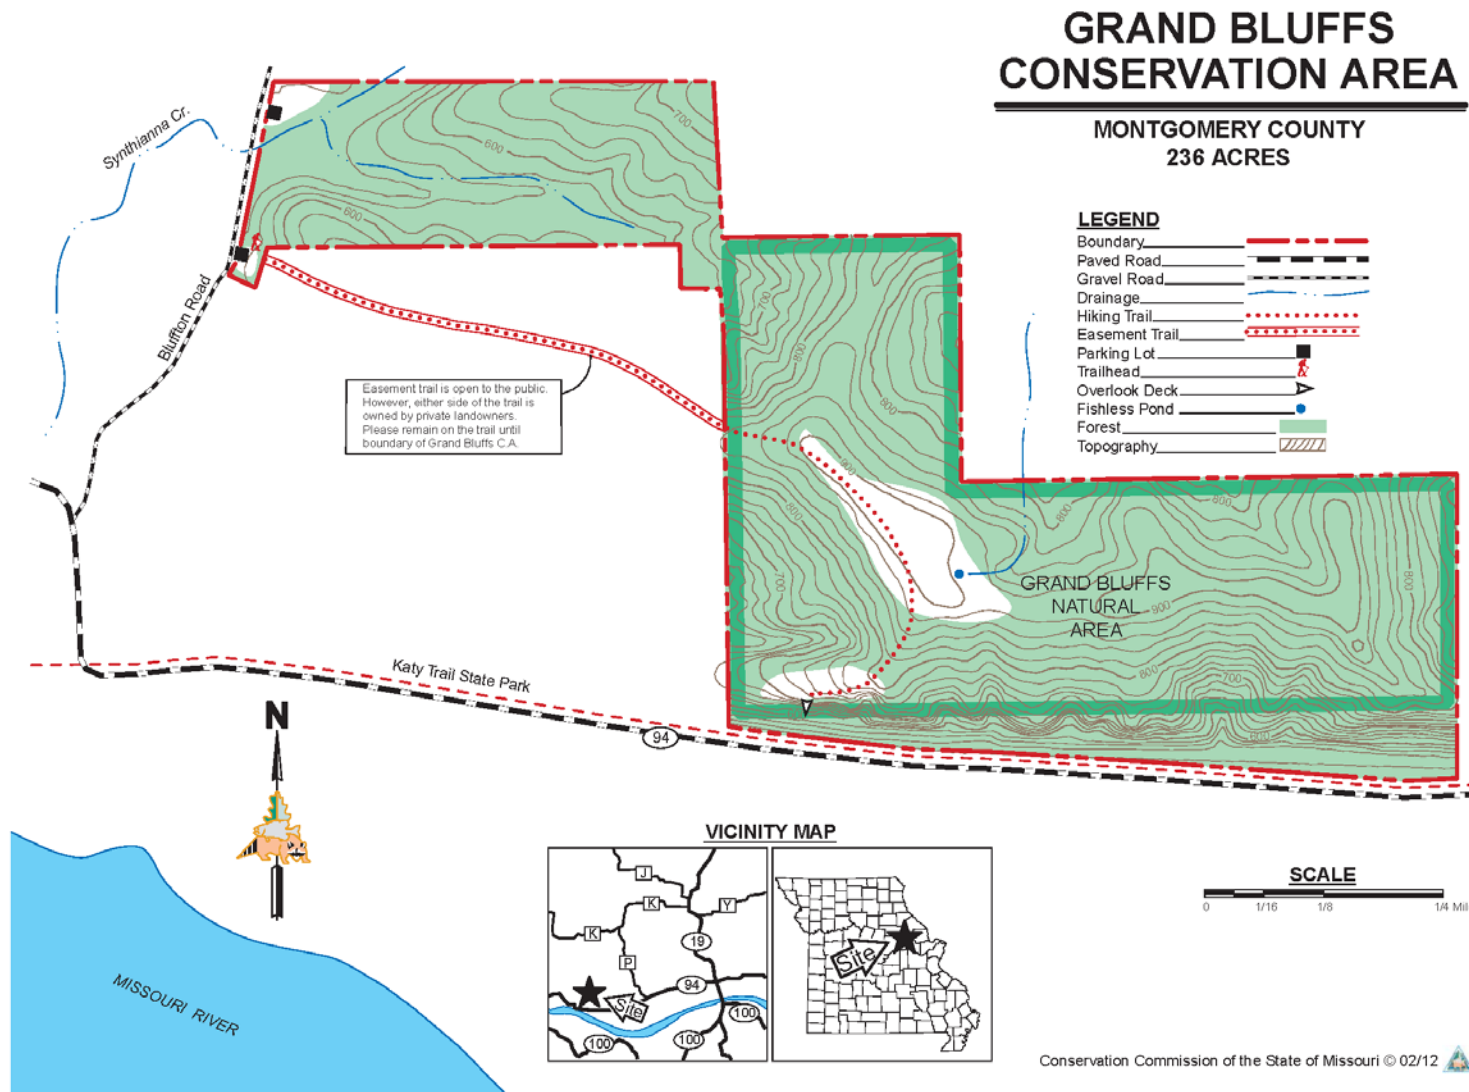 GRAND BLUFFS
CONSERVATION AREA
MONTGOMERY COUNTY
236 ACRES
LEGEND
Boundary
Paved Road
Gravel Road
Drainage
Hiking Trail
Easement Trail
Parking Lot
Trailhead
Overlook Deck
Fishless Pond
Forest
Topography
Synthianna Cr.
700
600
600
Bluffton Road
Easement trail is open to the public.
However, either side of the trail is
owned by private landowners.
Please remain on the trail until
boundary of Grand Bluffs C.A.
700
800
800
900
800
800
800
700
800
GRAND BLUFFS
NATURAL
AREA
900
800
700
600
Katy Trail State Park
94
N
MISSOURI RIVER
VICINITY MAP
J
K
Y
K
19
P
94
Site
100
100
100
Site
SCALE
0 1/16 1/8 1/4 Mil
Conservation Commission of the State of Missouri © 02/12